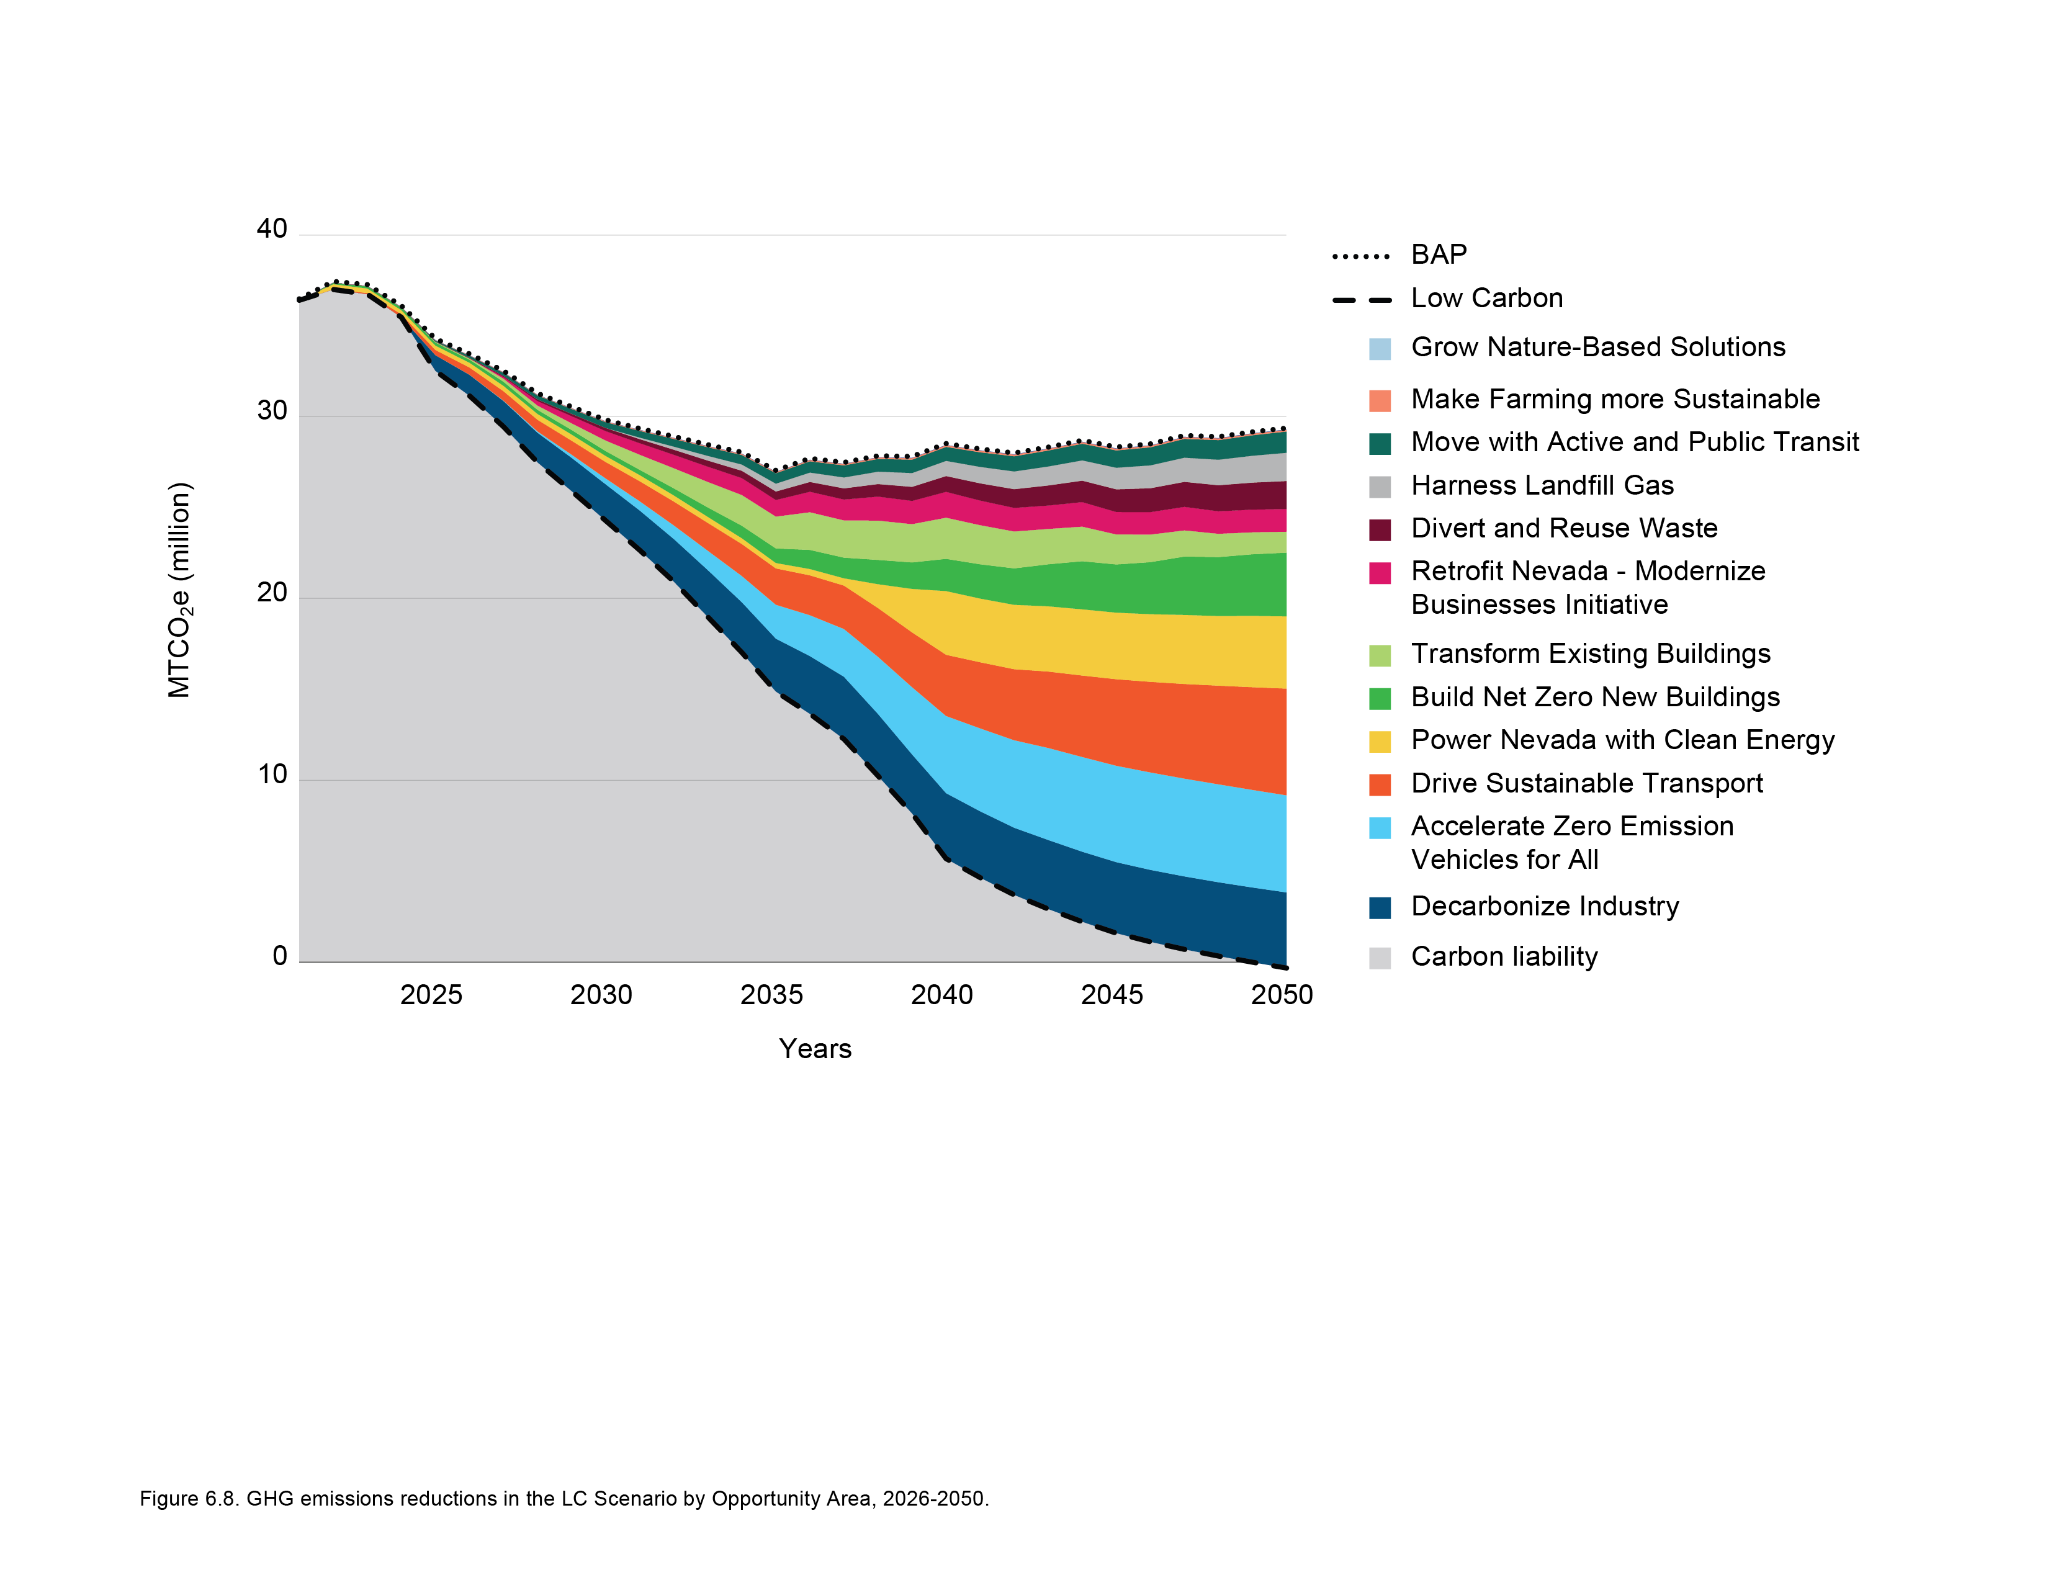 40
30
20
10
0
MTCO₂e (million)
2025 2030 2035 2040 2045 2050
Years
BAP
Low Carbon
Grow Nature-Based Solutions
Make Farming more Sustainable
Move with Active and Public Transit
Harness Landfill Gas
Divert and Reuse Waste
Retrofit Nevada - Modernize
Businesses Initiative
Transform Existing Buildings
Build Net Zero New Buildings
Power Nevada with Clean Energy
Drive Sustainable Transport
Accelerate Zero Emission
Vehicles for All
Decarbonize Industry
Carbon liability
Figure 6.8. GHG emissions reductions in the LC Scenario by Opportunity Area, 2026-2050.